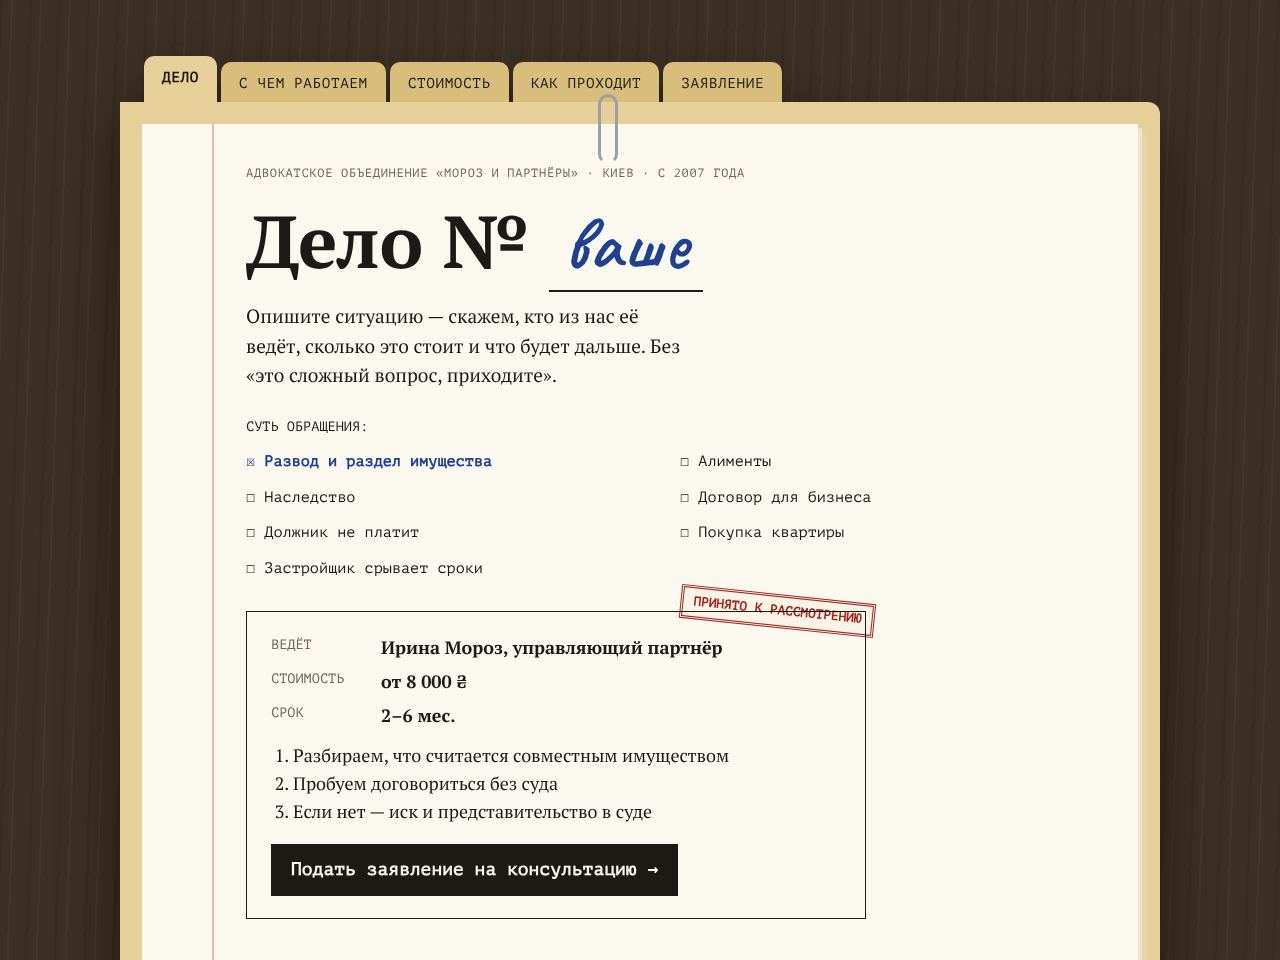 ДЕЛО
С ЧЕМ РАБОТАЕМ
СТОИМОСТЬ
КАК ПРОХОДИТ
ЗАЯВЛЕНИЕ
АДВОКАТСКОЕ ОБЪЕДИНЕНИЕ «МОРОЗ И ПАРТНЁРЫ» · КИЕВ · С 2007 ГОДА
Дело № ваше
Опишите ситуацию — скажем, кто из нас её
ведёт, сколько это стоит и что будет дальше. Без
«это сложный вопрос, приходите».
СУТЬ ОБРАЩЕНИЯ:
☒ Развод и раздел имущества
☐ Алименты
☐ Наследство
☐ Договор для бизнеса
☐ Должник не платит
☐ Покупка квартиры
☐ Застройщик срывает сроки
ПРИНЯТО К РАССМОТРЕНИЮ
ВЕДЁТ Ирина Мороз, управляющий партнёр
СТОИМОСТЬ от 8 000 ₴
СРОК 2–6 мес.
1. Разбираем, что считается совместным имуществом
2. Пробуем договориться без суда
3. Если нет — иск и представительство в суде
Подать заявление на консультацию →